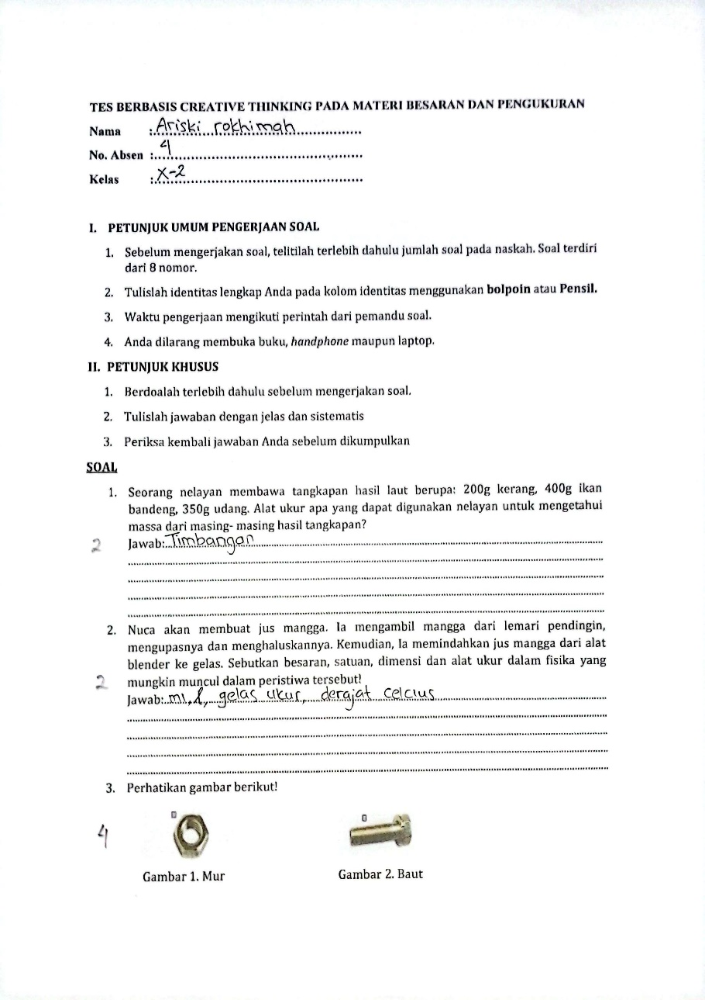 TES BERBASIS CREATIVE THINKING PADA MATERI BESARAN DAN PENGUKURAN
Nama : Ariski rokhimah
No. Absen : 4
Kelas : X-2
I. PETUNJUK UMUM PENGERJAAN SOAL
1. Sebelum mengerjakan soal, telitilah terlebih dahulu jumlah soal pada naskah. Soal terdiri
dari 8 nomor.
2. Tulislah identitas lengkap Anda pada kolom identitas menggunakan bolpoin atau Pensil.
3. Waktu pengerjaan mengikuti perintah dari pemandu soal.
4. Anda dilarang membuka buku, handphone maupun laptop.
II. PETUNJUK KHUSUS
1. Berdoalah terlebih dahulu sebelum mengerjakan soal.
2. Tulislah jawaban dengan jelas dan sistematis
3. Periksa kembali jawaban Anda sebelum dikumpulkan
SOAL
1. Seorang nelayan membawa tangkapan hasil laut berupa: 200g kerang, 400g ikan
bandeng, 350g udang. Alat ukur apa yang dapat digunakan nelayan untuk mengetahui
massa dari masing- masing hasil tangkapan?
2 Jawab: Timbangan
2. Nuca akan membuat jus mangga. Ia mengambil mangga dari lemari pendingin,
mengupasnya dan menghaluskannya. Kemudian, Ia memindahkan jus mangga dari alat
blender ke gelas. Sebutkan besaran, satuan, dimensi dan alat ukur dalam fisika yang
2 mungkin muncul dalam peristiwa tersebut!
Jawab: ml, l, gelas ukur, derajat celcius
3. Perhatikan gambar berikut!
4
Gambar 1. Mur Gambar 2. Baut